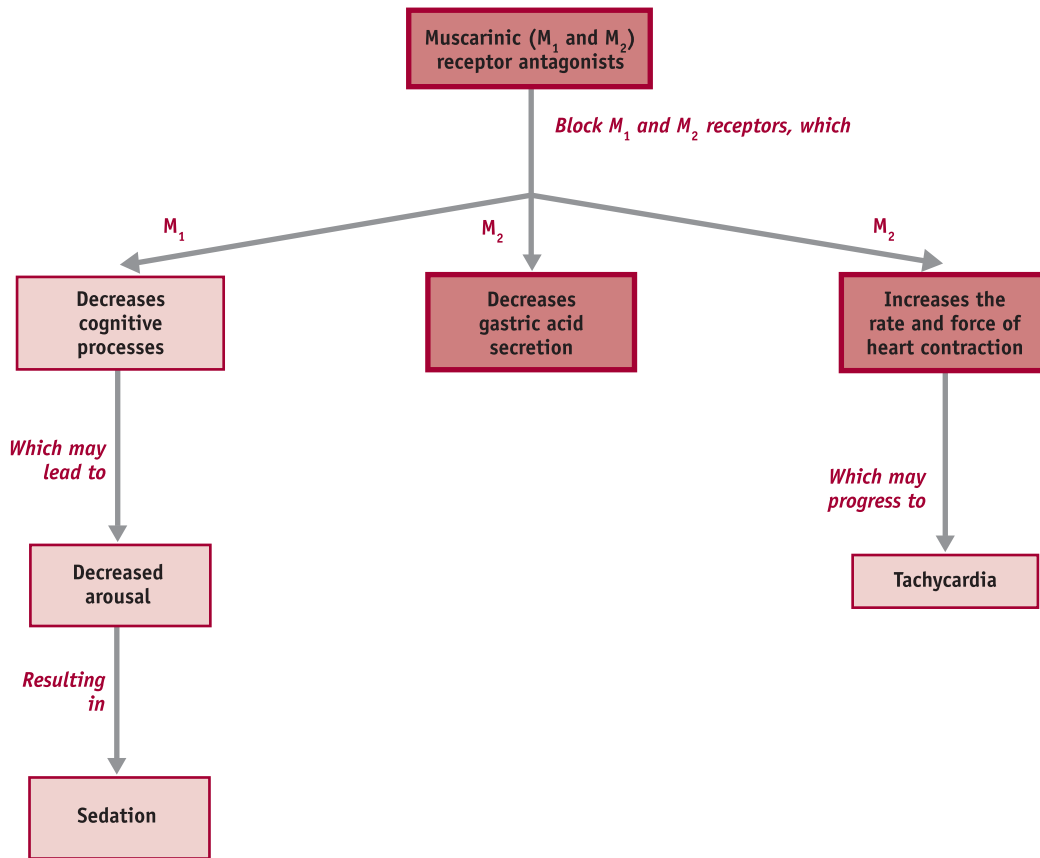 Muscarinic (M₁ and M₂)
receptor antagonists
Block M₁ and M₂ receptors, which
M₁
M₂
M₂
Decreases
cognitive
processes
Decreases
gastric acid
secretion
Increases the
rate and force of
heart contraction
Which may
lead to
Which may
progress to
Decreased
arousal
Tachycardia
Resulting
in
Sedation